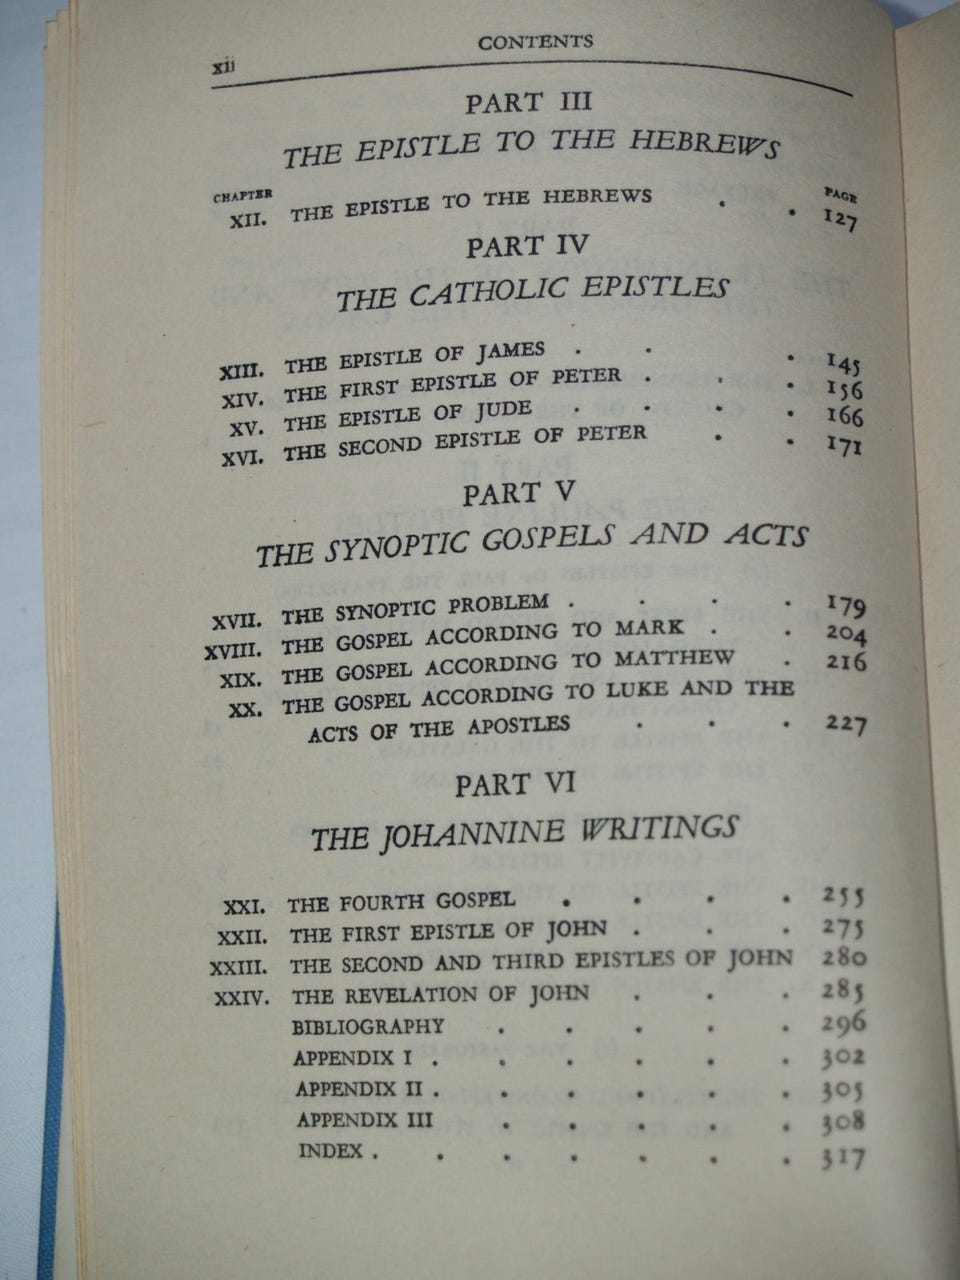 xii
CONTENTS
PART III
THE EPISTLE TO THE HEBREWS
CHAPTER PAGE
XII. THE EPISTLE TO THE HEBREWS . . 127
PART IV
THE CATHOLIC EPISTLES
XIII. THE EPISTLE OF JAMES . . . 145
XIV. THE FIRST EPISTLE OF PETER . . . 156
XV. THE EPISTLE OF JUDE . . . . 166
XVI. THE SECOND EPISTLE OF PETER . . 171
PART V
THE SYNOPTIC GOSPELS AND ACTS
XVII. THE SYNOPTIC PROBLEM . . . . 179
XVIII. THE GOSPEL ACCORDING TO MARK . . 204
XIX. THE GOSPEL ACCORDING TO MATTHEW . 216
XX. THE GOSPEL ACCORDING TO LUKE AND THE
ACTS OF THE APOSTLES . . . 227
PART VI
THE JOHANNINE WRITINGS
XXI. THE FOURTH GOSPEL . . . . 255
XXII. THE FIRST EPISTLE OF JOHN . . . 275
XXIII. THE SECOND AND THIRD EPISTLES OF JOHN 280
XXIV. THE REVELATION OF JOHN . . . 285
BIBLIOGRAPHY . . . . . 296
APPENDIX I . . . . . . 302
APPENDIX II . . . . . . 305
APPENDIX III . . . . . 308
INDEX . . . . . . . 317